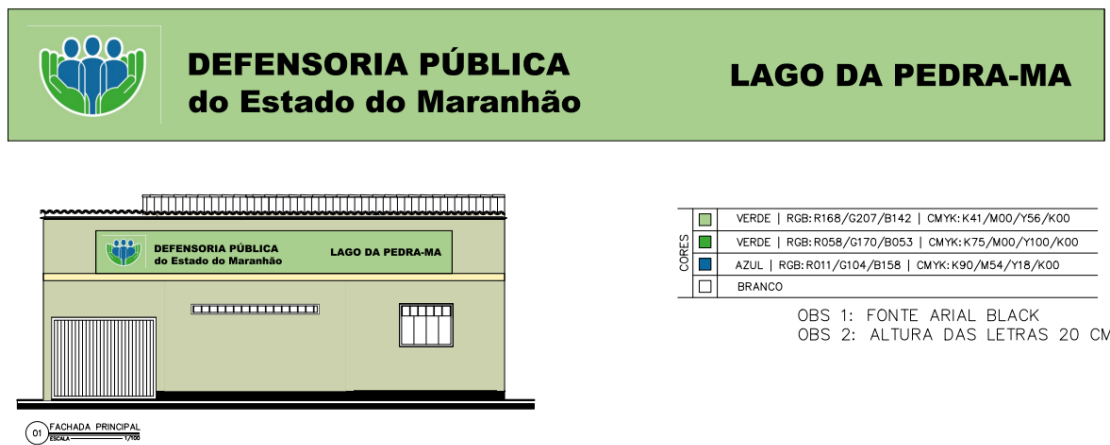 DEFENSORIA PÚBLICA
do Estado do Maranhão
LAGO DA PEDRA-MA
DEFENSORIA PÚBLICA
do Estado do Maranhão
LAGO DA PEDRA-MA
CORES
VERDE | RGB: R168/G207/B142 | CMYK: K41/M00/Y56/K00
VERDE | RGB: R058/G170/B053 | CMYK: K75/M00/Y100/K00
AZUL | RGB: R011/G104/B158 | CMYK: K90/M54/Y18/K00
BRANCO
OBS 1: FONTE ARIAL BLACK
OBS 2: ALTURA DAS LETRAS 20 CM
01 FACHADA PRINCIPAL
ESCALA 1/100